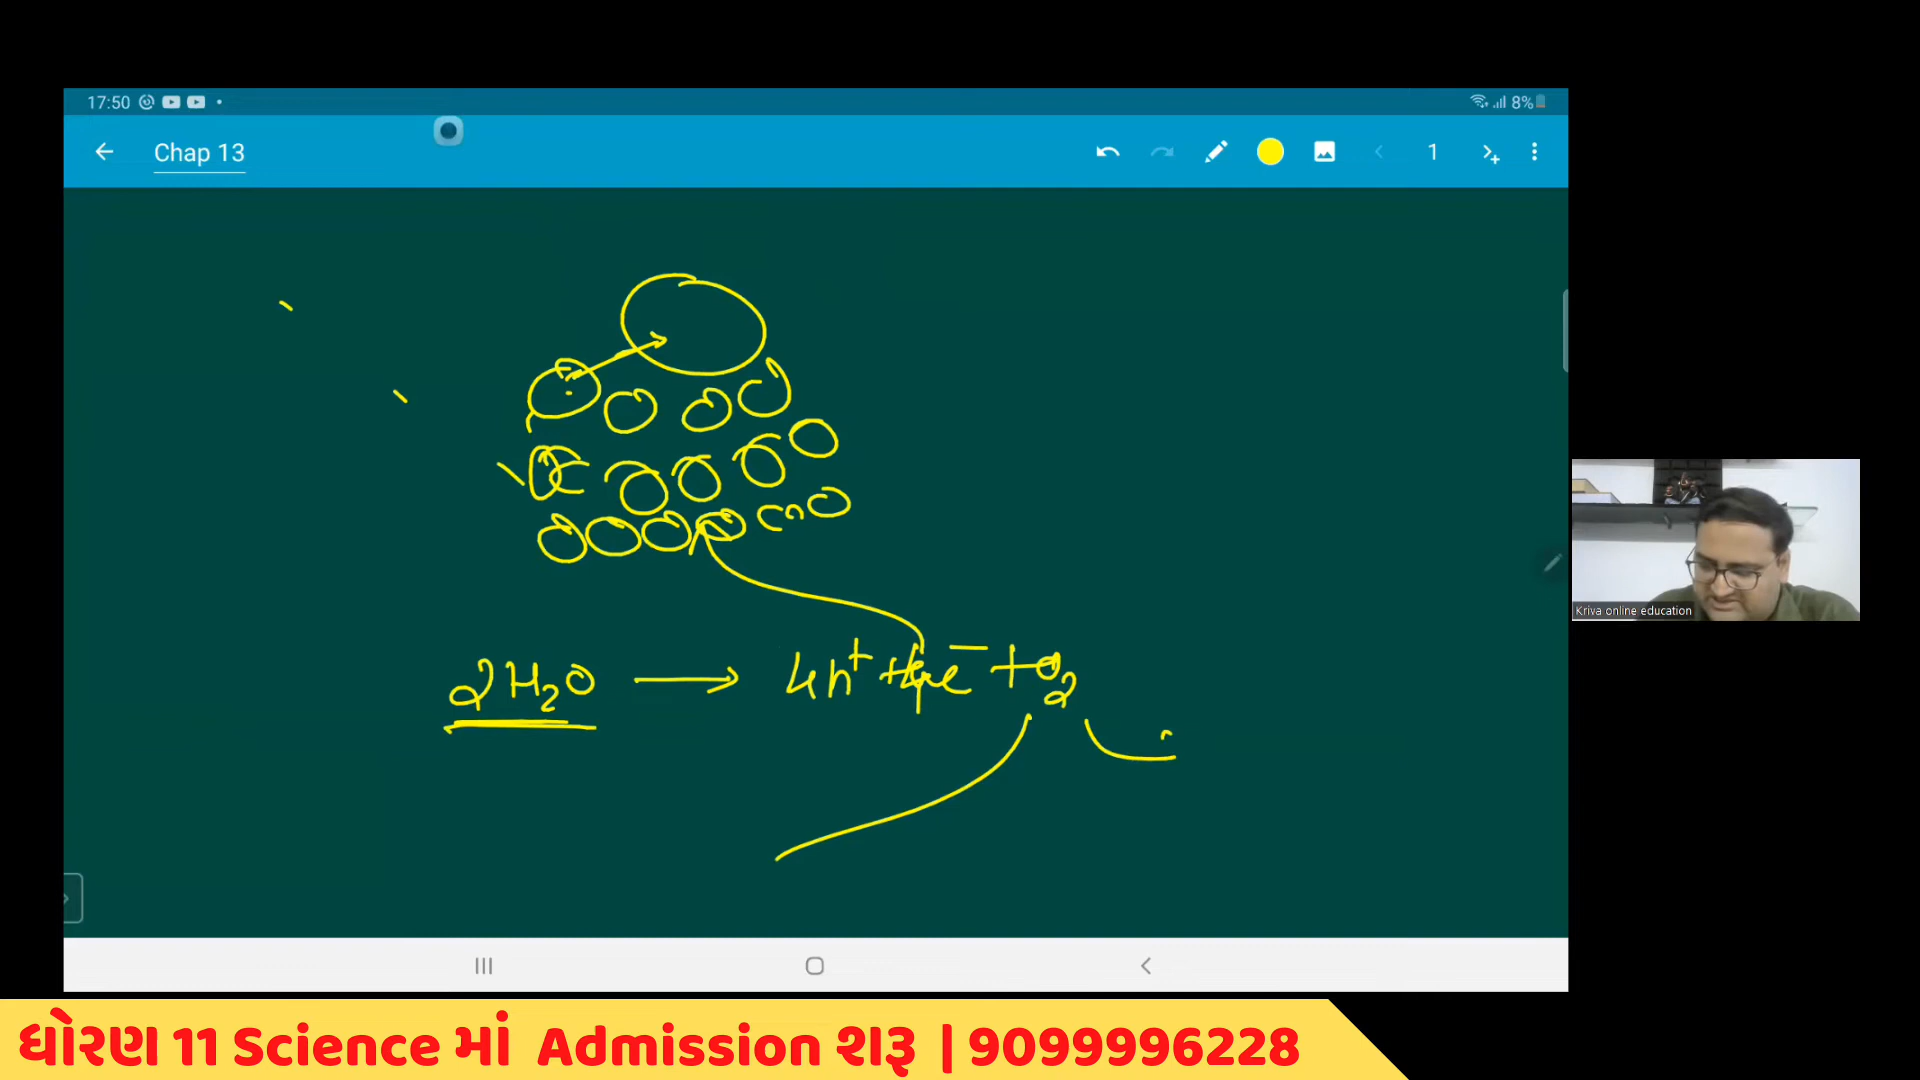 17:50 8%
Chap 13 1
2H₂O → 4h⁺ + 4e⁻ + O₂
Kriva online education
ધોરણ 11 Science માં Admission શરૂ | 9099996228